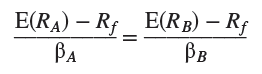 E(R_A) – R_f / β_A = E(R_B) – R_f / β_B